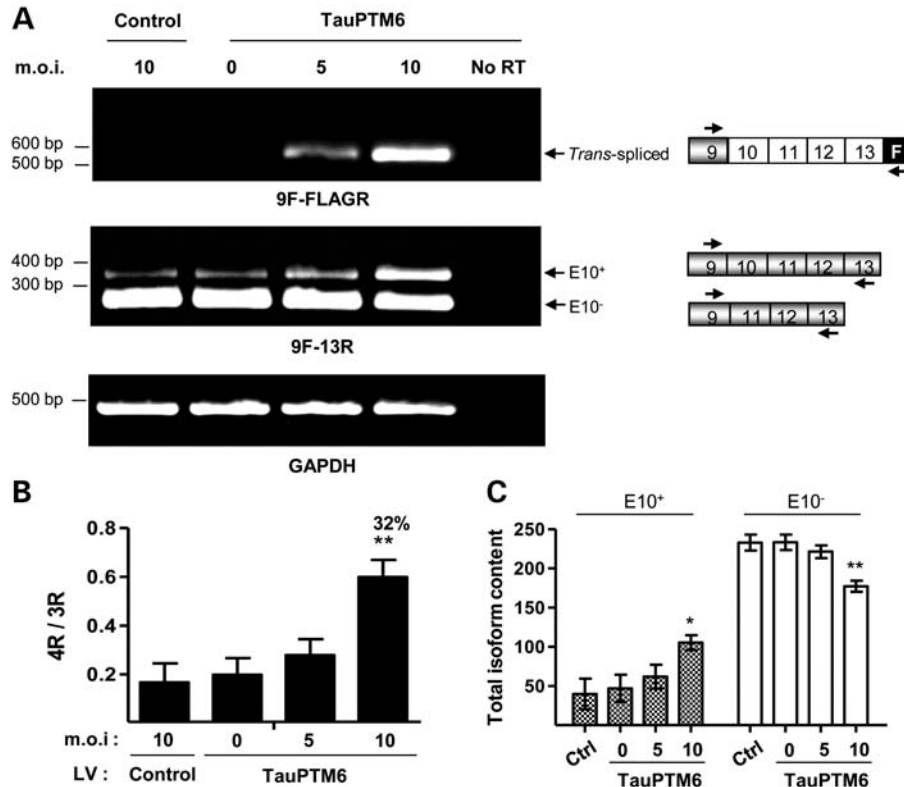 A
Control TauPTM6
m.o.i. 10 0 5 10 No RT
600 bp
500 bp
Trans-spliced
9 10 11 12 13 F
9F-FLAGR
400 bp
300 bp
E10⁺
E10⁻
9 10 11 12 13
9 11 12 13
9F-13R
500 bp
GAPDH
B
4R / 3R
0.8
0.6
0.4
0.2
32%
**
m.o.i : 10 0 5 10
LV : Control TauPTM6
C
E10⁺ E10⁻
Total isoform content
250
200
150
100
50
*
**
Ctrl 0 5 10 Ctrl 0 5 10
TauPTM6 TauPTM6